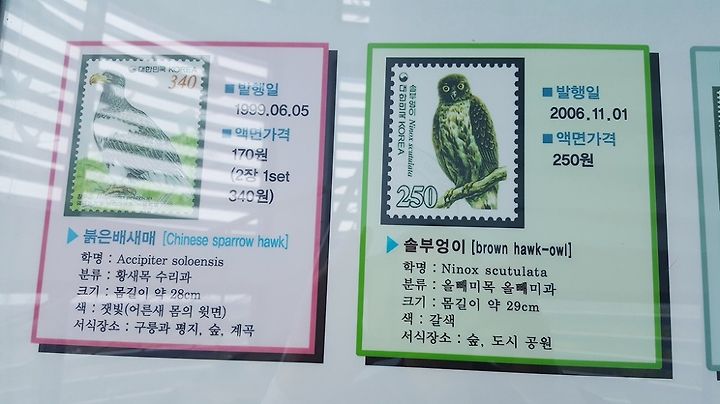 대한민국 KOREA
340
■ 발행일
1999.06.05
■ 액면가격
170원
(2장 1set
340원)
▶ 붉은배새매 [Chinese sparrow hawk]
학명 : Accipiter soloensis
분류 : 황새목 수리과
크기 : 몸길이 약 28cm
색 : 잿빛(어른새 몸의 윗면)
서식장소 : 구릉과 평지, 숲, 계곡
솔부엉이 Ninox scutulata
대한민국 KOREA
250
■ 발행일
2006.11.01
■ 액면가격
250원
▶ 솔부엉이 [brown hawk-owl]
학명 : Ninox scutulata
분류 : 올빼미목 올빼미과
크기 : 몸길이 약 29cm
색 : 갈색
서식장소 : 숲, 도시 공원